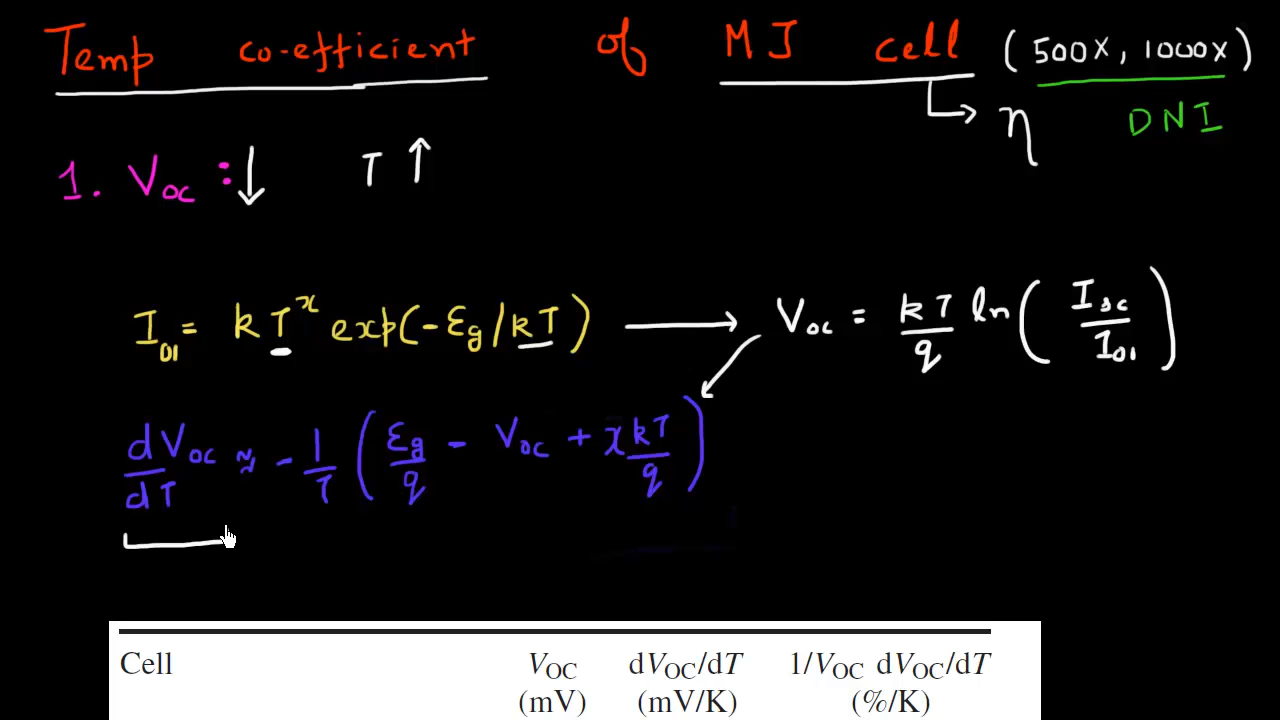 Temp co-efficient of MJ cell (500X, 1000X)
η DNI
1. Voc : ↓ T ↑
I₀₁ = kTˣ exp(-Eg/kT) → Voc = kT/q ln(Isc/I₀₁)
dVoc/dT ≈ -1/T (Eg/q - Voc + x kT/q)
Cell VOC dVOC/dT 1/VOC dVOC/dT
(mV) (mV/K) (%/K)